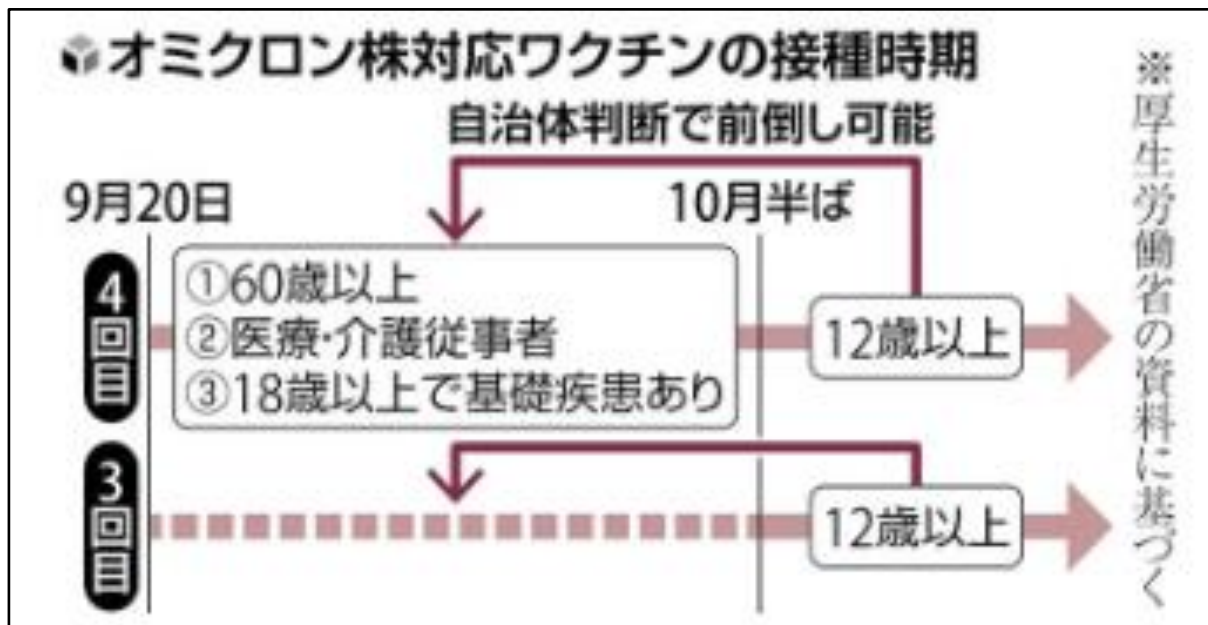 オミクロン株対応ワクチンの接種時期
自治体判断で前倒し可能
9月20日
10月半ば
4回目
①60歳以上
②医療・介護従事者
③18歳以上で基礎疾患あり
12歳以上
3回目
12歳以上
※厚生労働省の資料に基づく